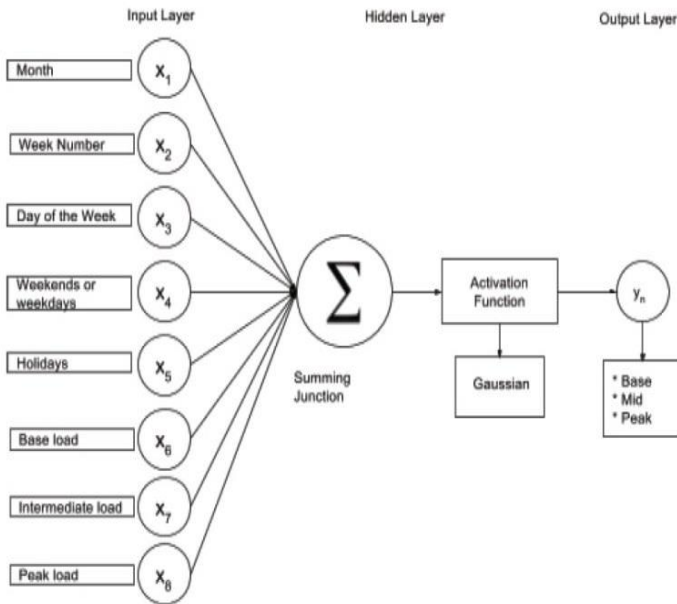 Input Layer
Hidden Layer
Output Layer
Month
x1
Week Number
x2
Day of the Week
x3
Weekends or
weekdays
x4
Holidays
x5
Base load
x6
Intermediate load
x7
Peak load
x8
Σ
Summing
Junction
Activation
Function
Gaussian
yn
* Base
* Mid
* Peak